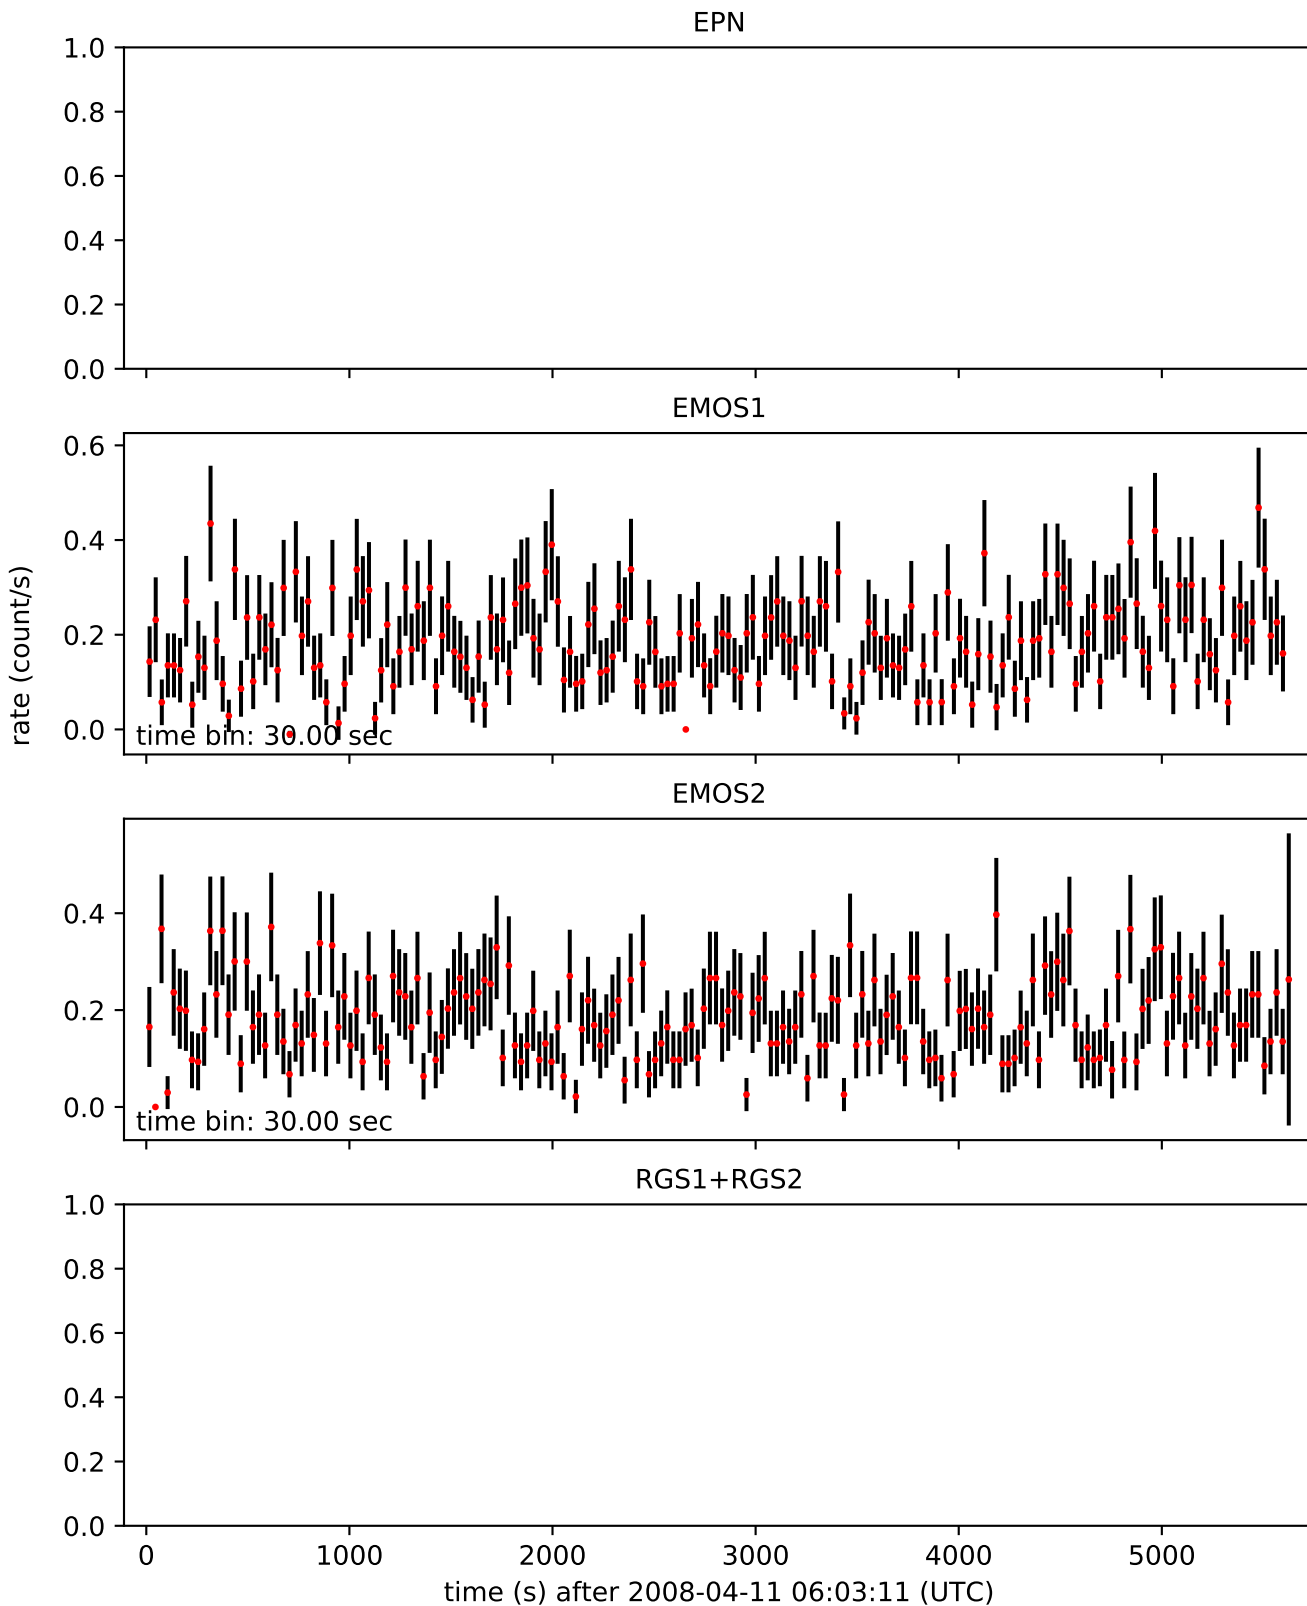 EPN
1.0
0.8
0.6
0.4
0.2
0.0
EMOS1
0.6
0.4
0.2
0.0
time bin: 30.00 sec
rate (count/s)
EMOS2
0.4
0.2
0.0
time bin: 30.00 sec
RGS1+RGS2
1.0
0.8
0.6
0.4
0.2
0.0
0 1000 2000 3000 4000 5000
time (s) after 2008-04-11 06:03:11 (UTC)